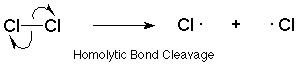 Cl—Cl Cl· + ·Cl
Homolytic Bond Cleavage